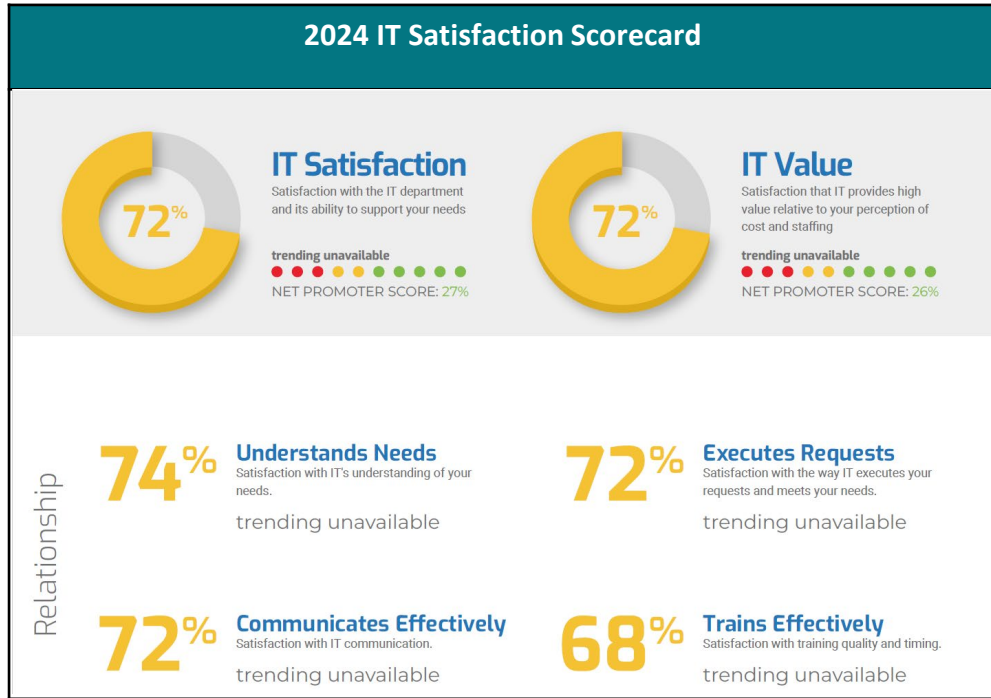 2024 IT Satisfaction Scorecard
72%
IT Satisfaction
Satisfaction with the IT department
and its ability to support your needs
trending unavailable
NET PROMOTER SCORE: 27%
72%
IT Value
Satisfaction that IT provides high
value relative to your perception of
cost and staffing
trending unavailable
NET PROMOTER SCORE: 26%
Relationship
74%
Understands Needs
Satisfaction with IT's understanding of your
needs.
trending unavailable
72%
Executes Requests
Satisfaction with the way IT executes your
requests and meets your needs.
trending unavailable
72%
Communicates Effectively
Satisfaction with IT communication.
trending unavailable
68%
Trains Effectively
Satisfaction with training quality and timing.
trending unavailable